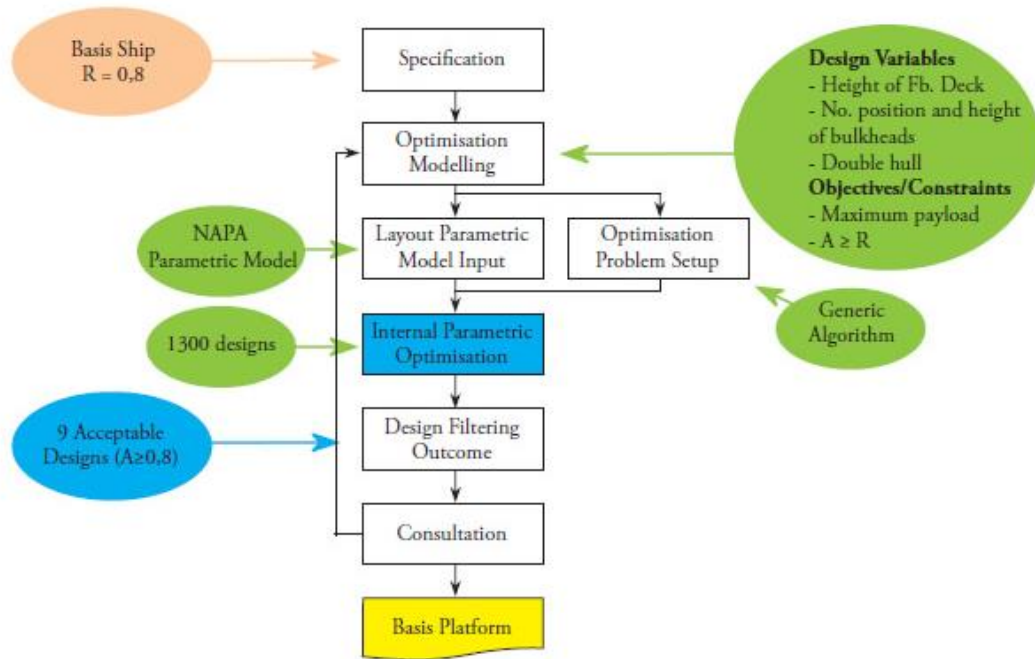 Basis Ship
R = 0,8
Specification
Design Variables
- Height of Fb. Deck
- No. position and height
of bulkheads
- Double hull
Objectives/Constraints
- Maximum payload
- A ≥ R
Optimisation
Modelling
NAPA
Parametric Model
Layout Parametric
Model Input
Optimisation
Problem Setup
Generic
Algorithm
1300 designs
Internal Parametric
Optimisation
9 Acceptable
Designs (A≥0,8)
Design Filtering
Outcome
Consultation
Basis Platform